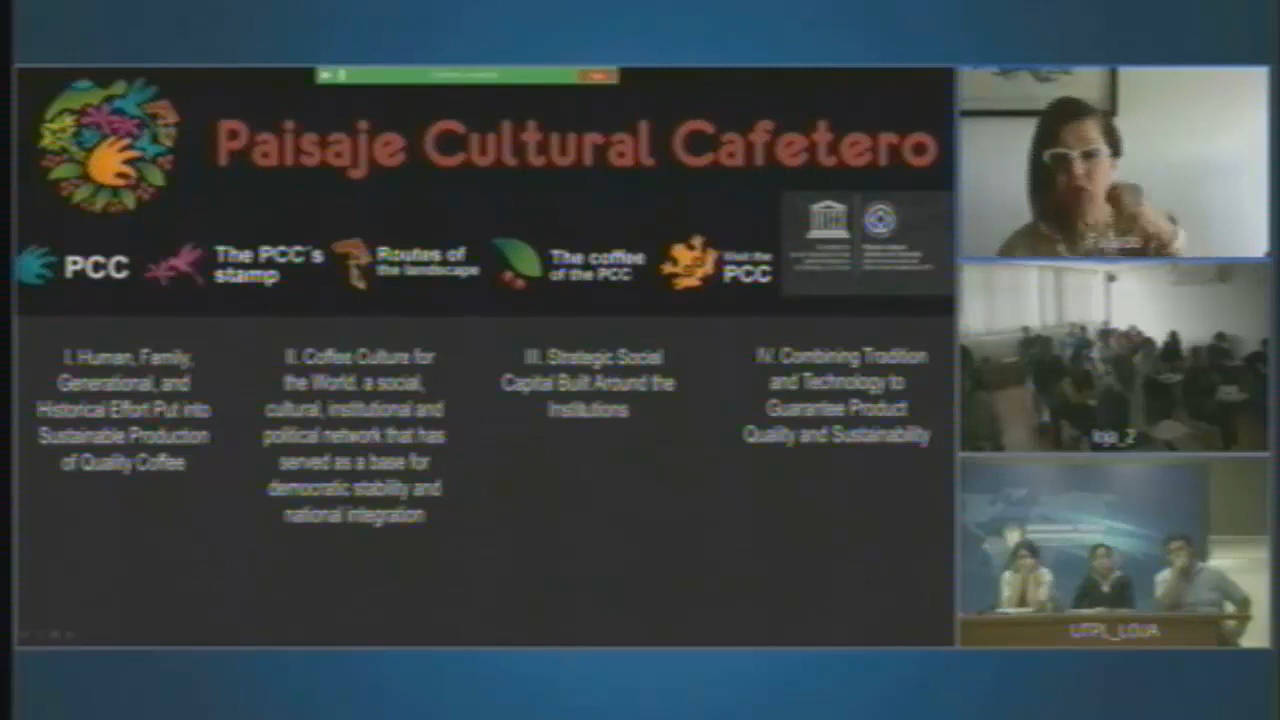 Paisaje Cultural Cafetero
PCC
The PCC's
stamp
Routes of
the landscape
The coffee
of the PCC
Visit the
PCC
I. Human, Family,
Generational, and
Historical Effort Put into
Sustainable Production
of Quality Coffee
II. Coffee Culture for
the World, a social,
cultural, institutional and
political network that has
served as a base for
democratic stability and
national integration
III. Strategic Social
Capital Built Around the
Institutions
IV. Combining Tradition
and Technology to
Guarantee Product
Quality and Sustainability
loja_2
UTPL_LOJA